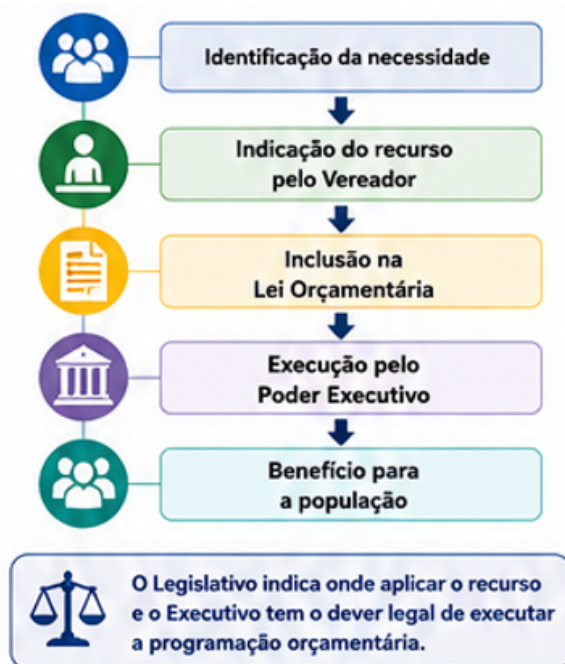 Identificação da necessidade
Indicação do recurso
pelo Vereador
Inclusão na
Lei Orçamentária
Execução pelo
Poder Executivo
Benefício para
a população
O Legislativo indica onde aplicar o recurso
e o Executivo tem o dever legal de executar
a programação orçamentária.